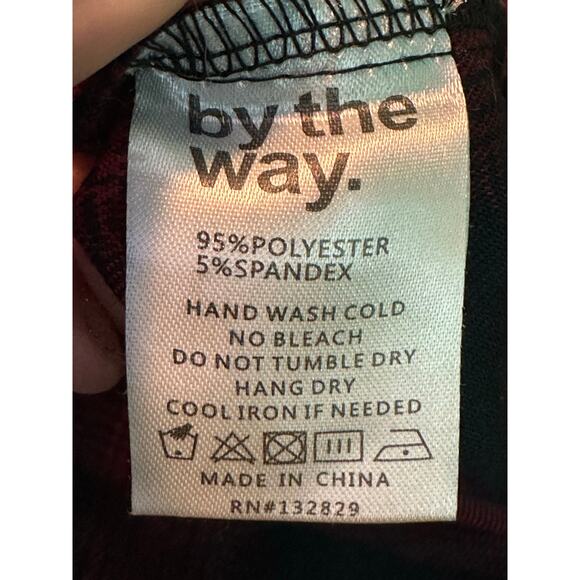 by the
way.
95%POLYESTER
5%SPANDEX
HAND WASH COLD
NO BLEACH
DO NOT TUMBLE DRY
HANG DRY
COOL IRON IF NEEDED
MADE IN CHINA
RN#132829